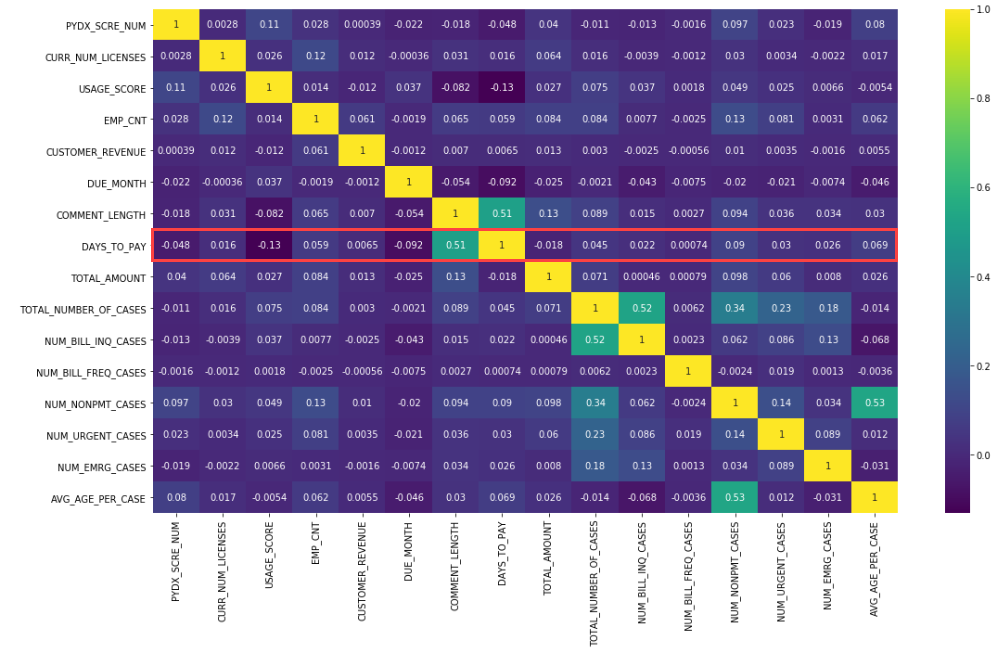 PYDX_SCRE_NUM 1 0.0028 0.11 0.028 0.00039 -0.022 -0.018 -0.048 0.04 -0.011 -0.013 -0.0016 0.097 0.023 -0.019 0.08
CURR_NUM_LICENSES 0.0028 1 0.026 0.12 0.012 -0.00036 0.031 0.016 0.064 0.016 -0.0039 -0.0012 0.03 0.0034 -0.0022 0.017
USAGE_SCORE 0.11 0.026 1 0.014 -0.012 0.037 -0.082 -0.13 0.027 0.075 0.037 0.0018 0.049 0.025 0.0066 -0.0054
EMP_CNT 0.028 0.12 0.014 1 0.061 -0.0019 0.065 0.059 0.084 0.084 0.0077 -0.0025 0.13 0.081 0.0031 0.062
CUSTOMER_REVENUE 0.00039 0.012 -0.012 0.061 1 -0.0012 0.007 0.0065 0.013 0.003 -0.0025 -0.00056 0.01 0.0035 -0.0016 0.0055
DUE_MONTH -0.022 -0.00036 0.037 -0.0019 -0.0012 1 -0.054 -0.092 -0.025 -0.0021 -0.043 -0.0075 -0.02 -0.021 -0.0074 -0.046
COMMENT_LENGTH -0.018 0.031 -0.082 0.065 0.007 -0.054 1 0.51 0.13 0.089 0.015 0.0027 0.094 0.036 0.034 0.03
DAYS_TO_PAY -0.048 0.016 -0.13 0.059 0.0065 -0.092 0.51 1 -0.018 0.045 0.022 0.00074 0.09 0.03 0.026 0.069
TOTAL_AMOUNT 0.04 0.064 0.027 0.084 0.013 -0.025 0.13 -0.018 1 0.071 0.00046 0.00079 0.098 0.06 0.008 0.026
TOTAL_NUMBER_OF_CASES -0.011 0.016 0.075 0.084 0.003 -0.0021 0.089 0.045 0.071 1 0.52 0.0062 0.34 0.23 0.18 -0.014
NUM_BILL_INQ_CASES -0.013 -0.0039 0.037 0.0077 -0.0025 -0.043 0.015 0.022 0.00046 0.52 1 0.0023 0.062 0.086 0.13 -0.068
NUM_BILL_FREQ_CASES -0.0016 -0.0012 0.0018 -0.0025 -0.00056 -0.0075 0.0027 0.00074 0.00079 0.0062 0.0023 1 -0.0024 0.019 0.0013 -0.0036
NUM_NONPMT_CASES 0.097 0.03 0.049 0.13 0.01 -0.02 0.094 0.09 0.098 0.34 0.062 -0.0024 1 0.14 0.034 0.53
NUM_URGENT_CASES 0.023 0.0034 0.025 0.081 0.0035 -0.021 0.036 0.03 0.06 0.23 0.086 0.019 0.14 1 0.089 0.012
NUM_EMRG_CASES -0.019 -0.0022 0.0066 0.0031 -0.0016 -0.0074 0.034 0.026 0.008 0.18 0.13 0.0013 0.034 0.089 1 -0.031
AVG_AGE_PER_CASE 0.08 0.017 -0.0054 0.062 0.0055 -0.046 0.03 0.069 0.026 -0.014 -0.068 -0.0036 0.53 0.012 -0.031 1
PYDX_SCRE_NUM
CURR_NUM_LICENSES
USAGE_SCORE
EMP_CNT
CUSTOMER_REVENUE
DUE_MONTH
COMMENT_LENGTH
DAYS_TO_PAY
TOTAL_AMOUNT
TOTAL_NUMBER_OF_CASES
NUM_BILL_INQ_CASES
NUM_BILL_FREQ_CASES
NUM_NONPMT_CASES
NUM_URGENT_CASES
NUM_EMRG_CASES
AVG_AGE_PER_CASE
1.0
0.8
0.6
0.4
0.2
0.0